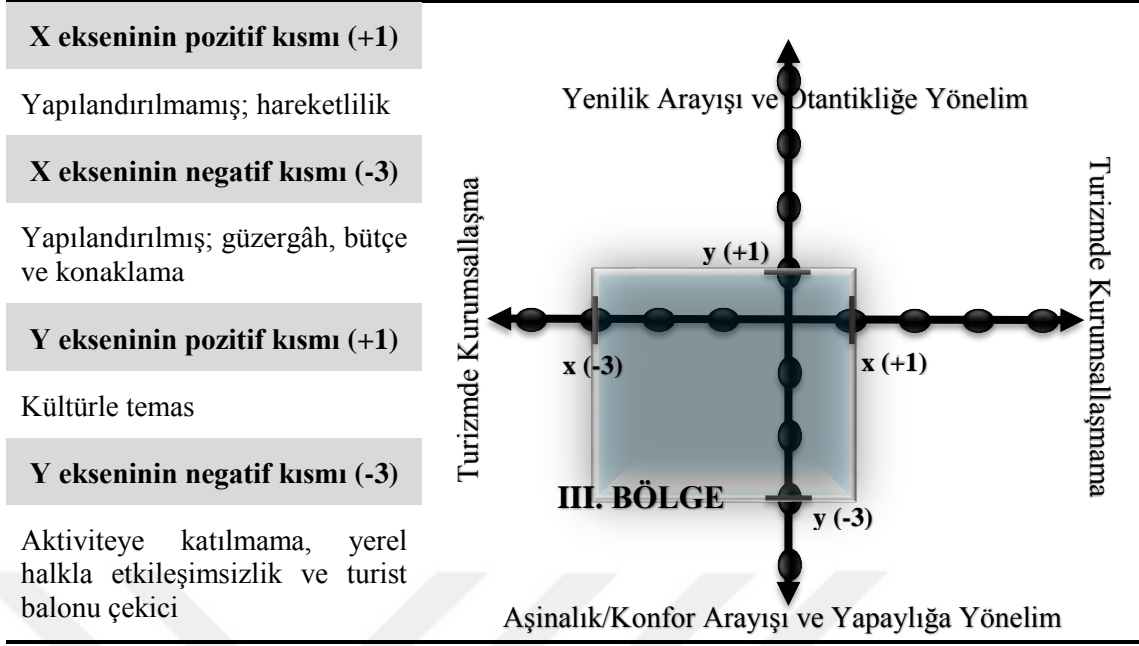 X ekseninin pozitif kısmı (+1)
Yapılandırılmamış; hareketlilik
X ekseninin negatif kısmı (-3)
Yapılandırılmış; güzergâh, bütçe
ve konaklama
Y ekseninin pozitif kısmı (+1)
Kültürle temas
Y ekseninin negatif kısmı (-3)
Aktiviteye katılmama, yerel
halkla etkileşimsizlik ve turist
balonu çekici
Yenilik Arayışı ve Otantikliğe Yönelim
Turizmde Kurumsallaşma
Turizmde Kurumsallaşmama
y (+1)
x (-3)
x (+1)
III. BÖLGE
y (-3)
Aşinalık/Konfor Arayışı ve Yapaylığa Yönelim